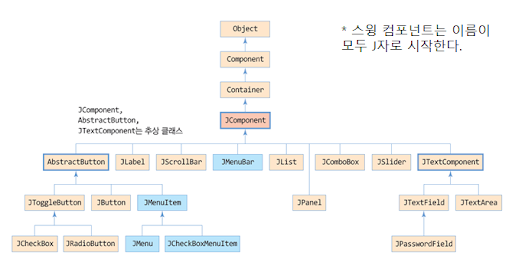 * 스윙 컴포넌트는 이름이
모두 J자로 시작한다.
Object
Component
Container
JComponent
JComponent,
AbstractButton,
JTextComponent는 추상 클래스
AbstractButton JLabel JScrollBar JMenuBar JList JComboBox JSlider JTextComponent
JToggleButton JButton JMenuItem JPanel JTextField JTextArea
JCheckBox JRadioButton JMenu JCheckBoxMenuItem JPasswordField